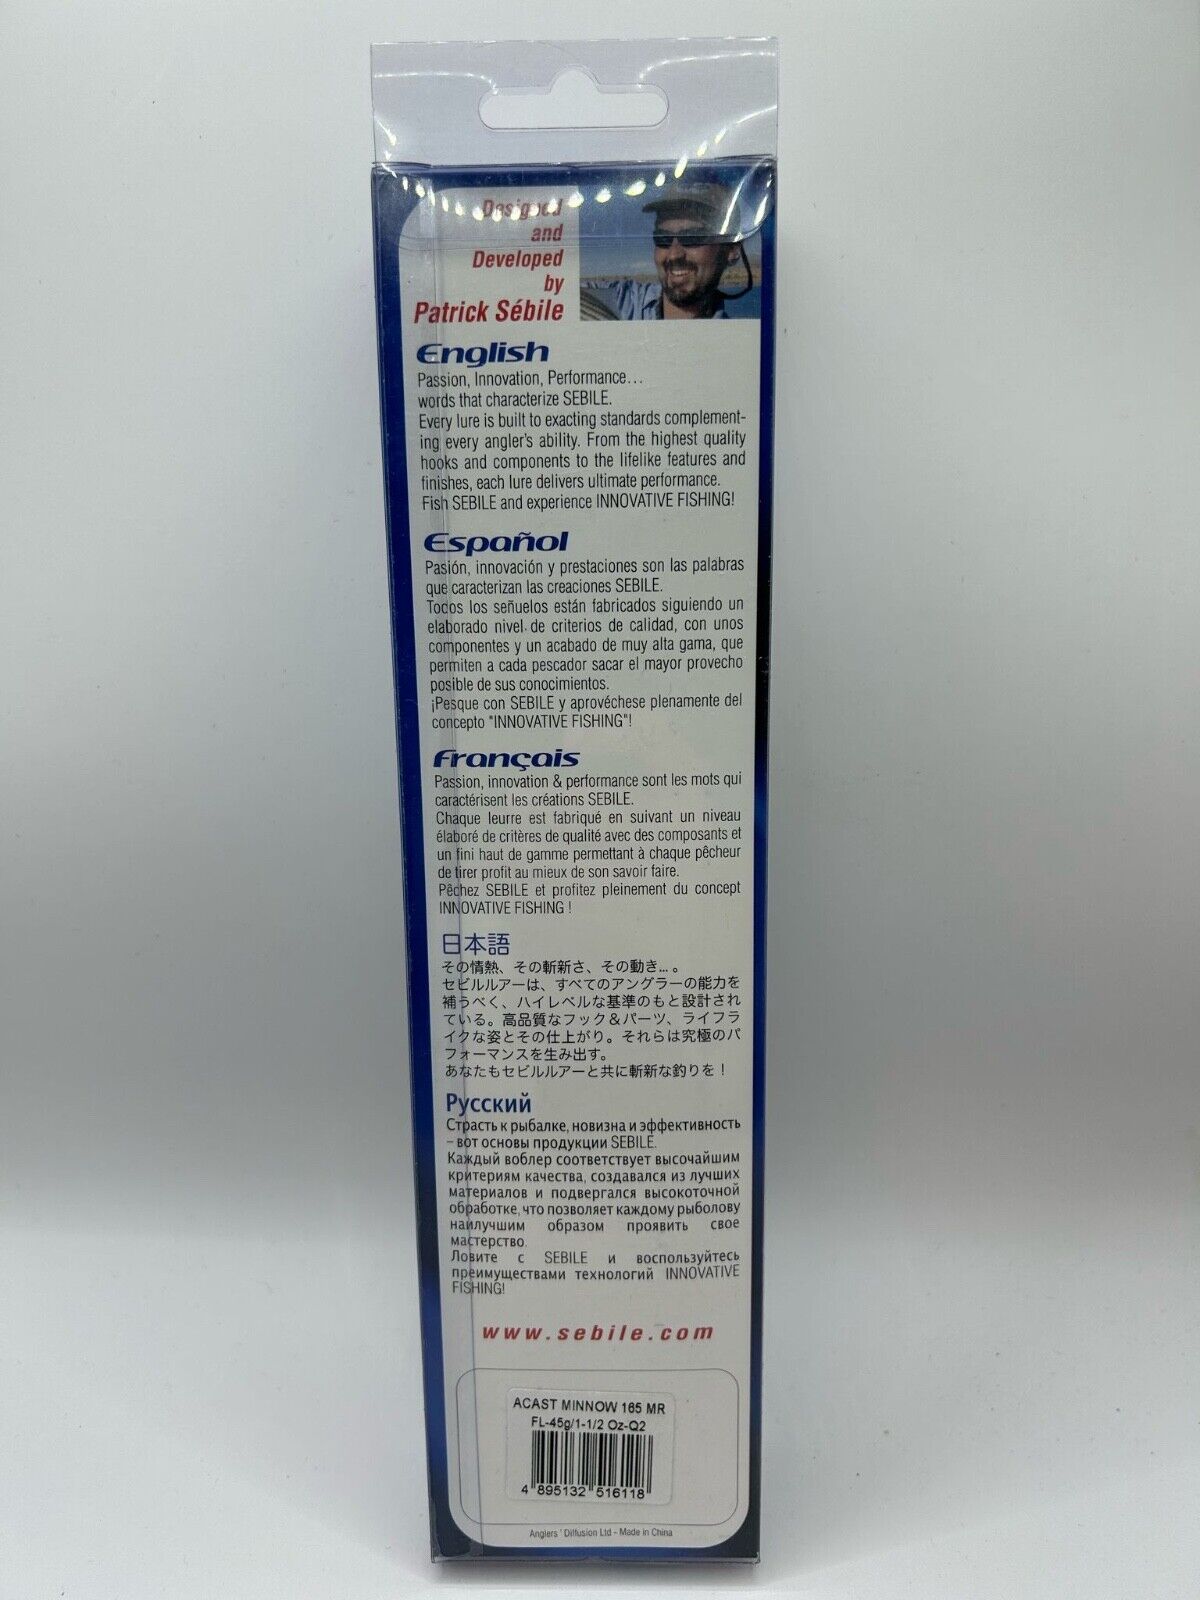 Designed
and
Developed
by
Patrick Sébile
English
Passion, Innovation, Performance…
words that characterize SEBILE.
Every lure is built to exacting standards complement-
ing every angler's ability. From the highest quality
hooks and components to the lifelike features and
finishes, each lure delivers ultimate performance.
Fish SEBILE and experience INNOVATIVE FISHING!
Español
Pasión, innovación y prestaciones son las palabras
que caracterizan las creaciones SEBILE.
Todos los señuelos están fabricados siguiendo un
elaborado nivel de criterios de calidad, con unos
componentes y un acabado de muy alta gama, que
permiten a cada pescador sacar el mayor provecho
posible de sus conocimientos.
¡Pesque con SEBILE y aprovéchese plenamente del
concepto "INNOVATIVE FISHING"!
Français
Passion, innovation & performance sont les mots qui
caractérisent les créations SEBILE.
Chaque leurre est fabriqué en suivant un niveau
élaboré de critères de qualité avec des composants et
un fini haut de gamme permettant à chaque pêcheur
de tirer profit au mieux de son savoir faire.
Pêchez SEBILE et profitez pleinement du concept
INNOVATIVE FISHING !
日本語
その情熱、その斬新さ、その動き...。
セビルルアーは、すべてのアングラーの能力を
補うべく、ハイレベルな基準のもと設計され
ている。高品質なフック＆パーツ、ライフラ
イクな姿とその仕上がり。それらは究極のパ
フォーマンスを生み出す。
あなたもセビルルアーと共に斬新な釣りを！
Русский
Страсть к рыбалке, новизна и эффективность
– вот основы продукции SEBILE.
Каждый воблер соответствует высочайшим
критериям качества, создавался из лучших
материалов и подвергался высокоточной
обработке, что позволяет каждому рыболову
наилучшим образом проявить свое
мастерство.
Ловите с SEBILE и воспользуйтесь
преимуществами технологий INNOVATIVE
FISHING!
www.sebile.com
ACAST MINNOW 165 MR
FL-45g/1-1/2 Oz-Q2
4 895132 516118
Anglers ' Diffusion Ltd - Made in China